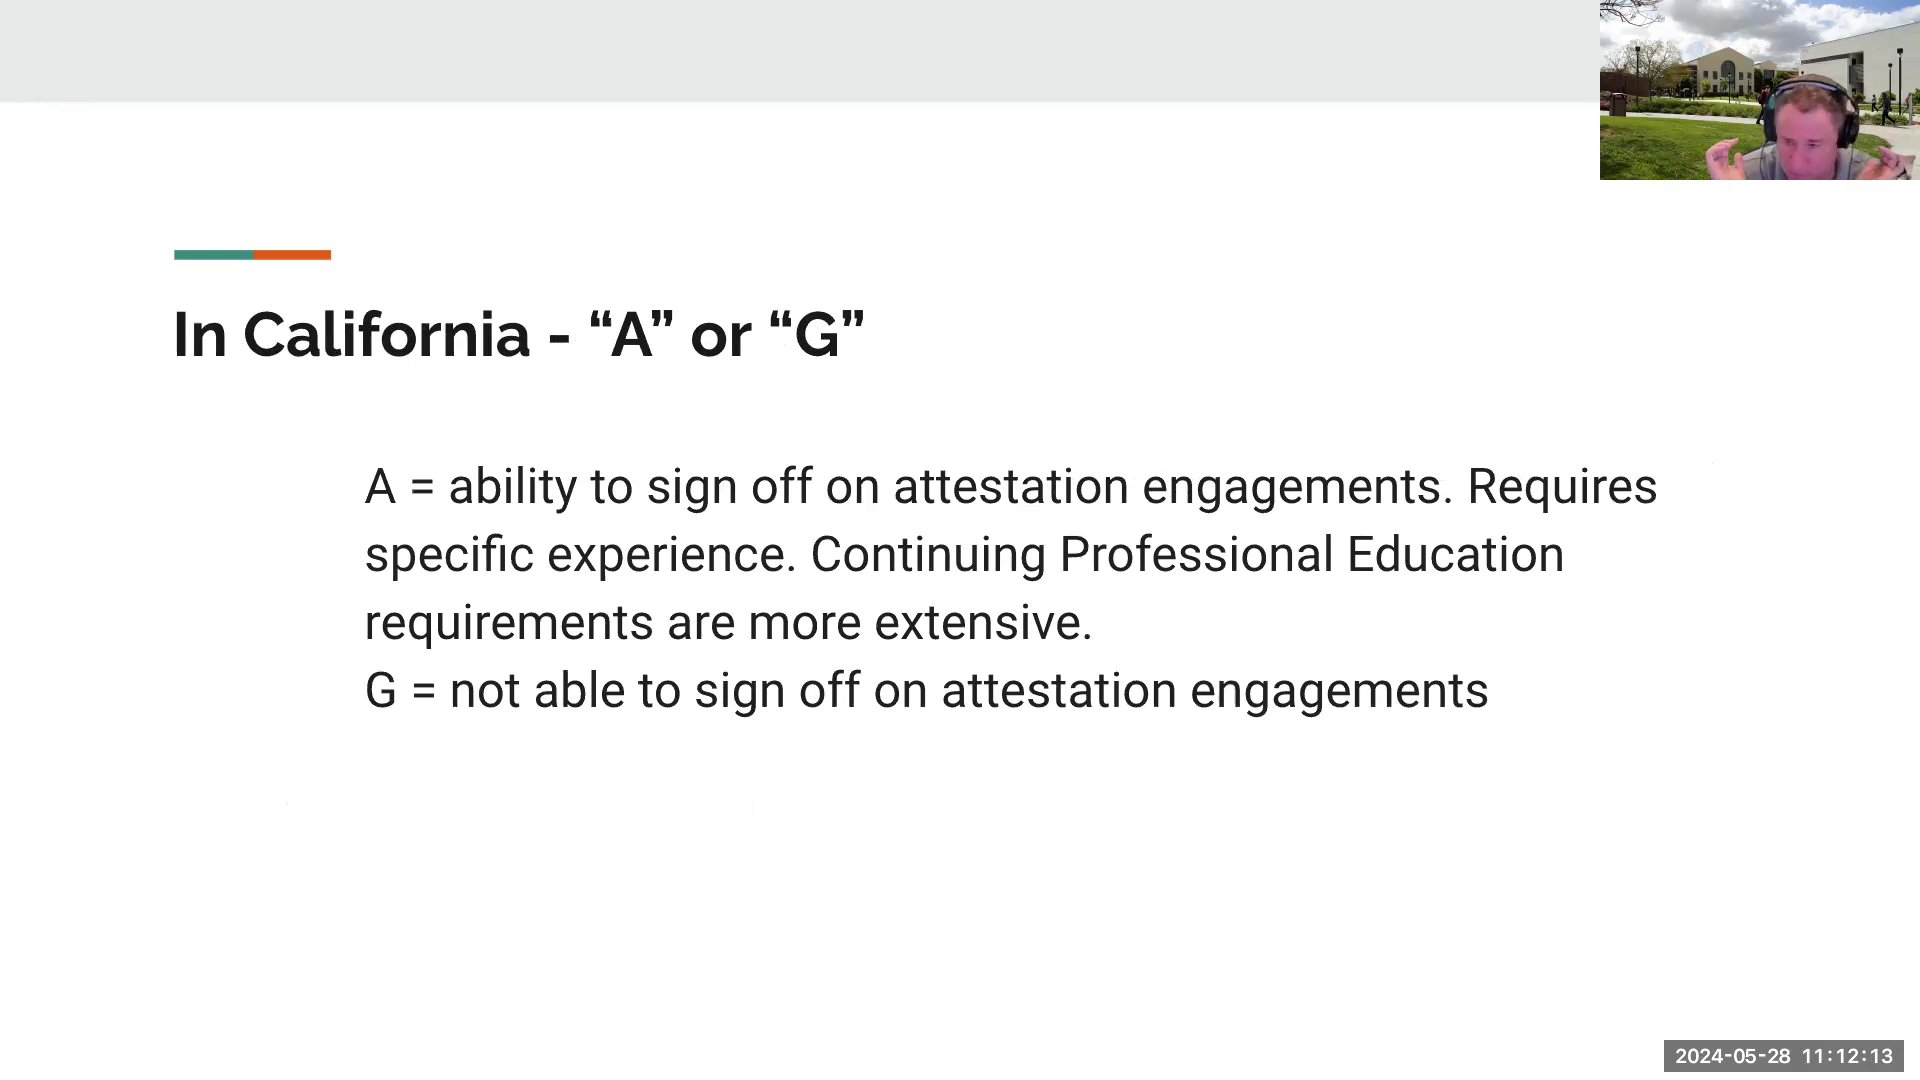 In California - “A” or “G”
A = ability to sign off on attestation engagements. Requires
specific experience. Continuing Professional Education
requirements are more extensive.
G = not able to sign off on attestation engagements
2024-05-28 11:12:13